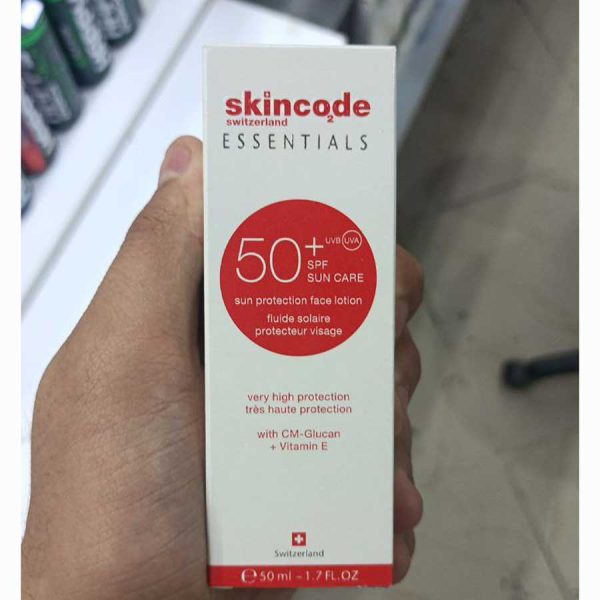 skincode
2
switzerland
ESSENTIALS
50+ UVB UVA
SPF
SUN CARE
sun protection face lotion
fluide solaire
protecteur visage
very high protection
très haute protection
with CM-Glucan
+ Vitamin E
Switzerland
℮ 50 ml - 1.7 FL.OZ